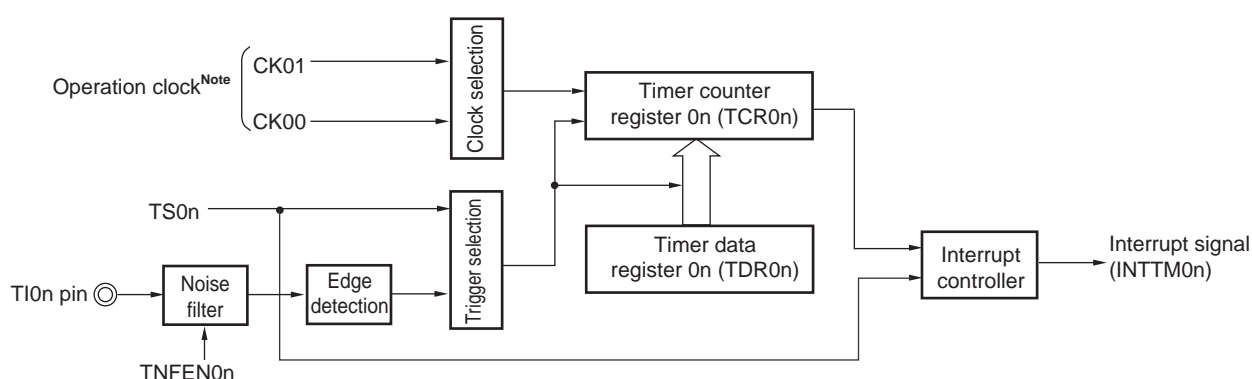 Operation clock^Note
CK01
CK00
Clock selection
Timer counter
register 0n (TCR0n)
TS0n
Trigger selection
Timer data
register 0n (TDR0n)
Interrupt
controller
Interrupt signal
(INTTM0n)
TI0n pin
Noise
filter
Edge
detection
TNFEN0n